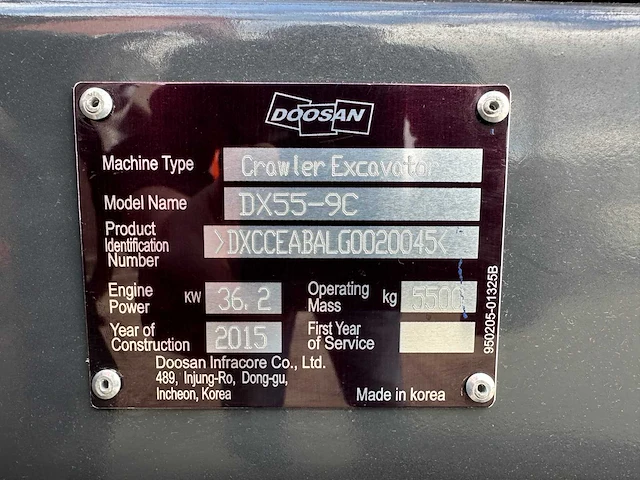 DOOSAN
Machine Type Crawler Excavator
Model Name DX55-9C
Product Identification Number >DXCCEABALG0020045<
Engine Power KW 36.2 Operating Mass kg 5500
Year of Construction 2015 First Year of Service
Doosan Infracore Co., Ltd.
489, Injung-Ro, Dong-gu,
Incheon, Korea
Made in korea
950205-01325B